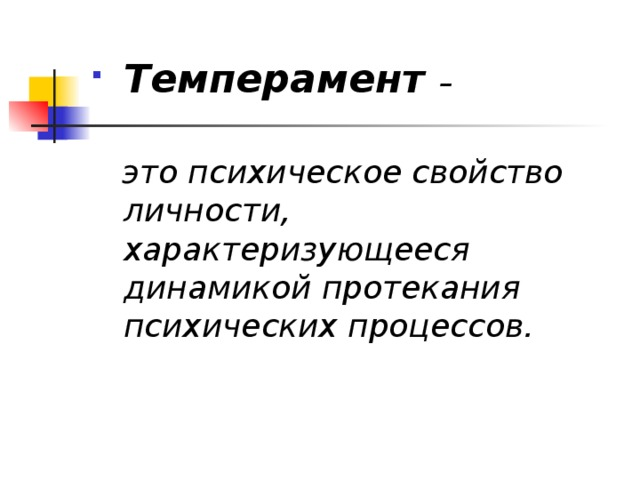 Темперамент –
это психическое свойство
личности,
характеризующееся
динамикой протекания
психических процессов.